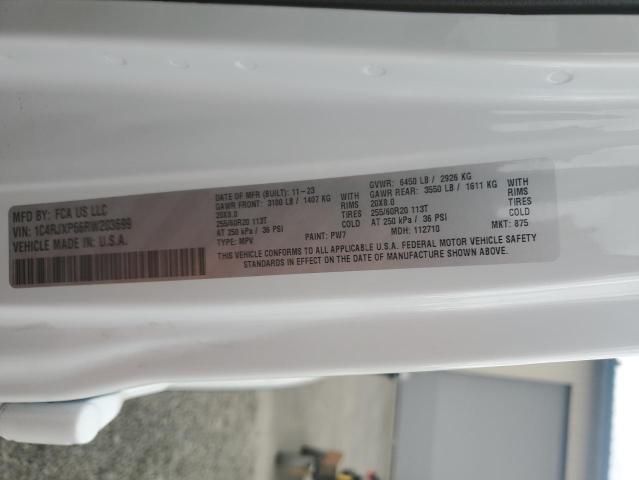 MFD BY: FCA US LLC
VIN: 1C4RJXP66RW203699
VEHICLE MADE IN: U.S.A.
DATE OF MFR (BUILT): 11-23
GAWR FRONT: 3100 LB / 1407 KG WITH
20X8.0 RIMS
255/60R20 113T TIRES
AT 250 kPa / 36 PSI
TYPE: MPV PAINT: PW7
GVWR: 6450 LB / 2926 KG
GAWR REAR: 3550 LB / 1611 KG WITH
20X8.0 RIMS
255/60R20 113T TIRES
AT 250 kPa / 36 PSI
MDH: 112710 MKT: 875
THIS VEHICLE CONFORMS TO ALL APPLICABLE U.S.A. FEDERAL MOTOR VEHICLE SAFETY
STANDARDS IN EFFECT ON THE DATE OF MANUFACTURE SHOWN ABOVE.